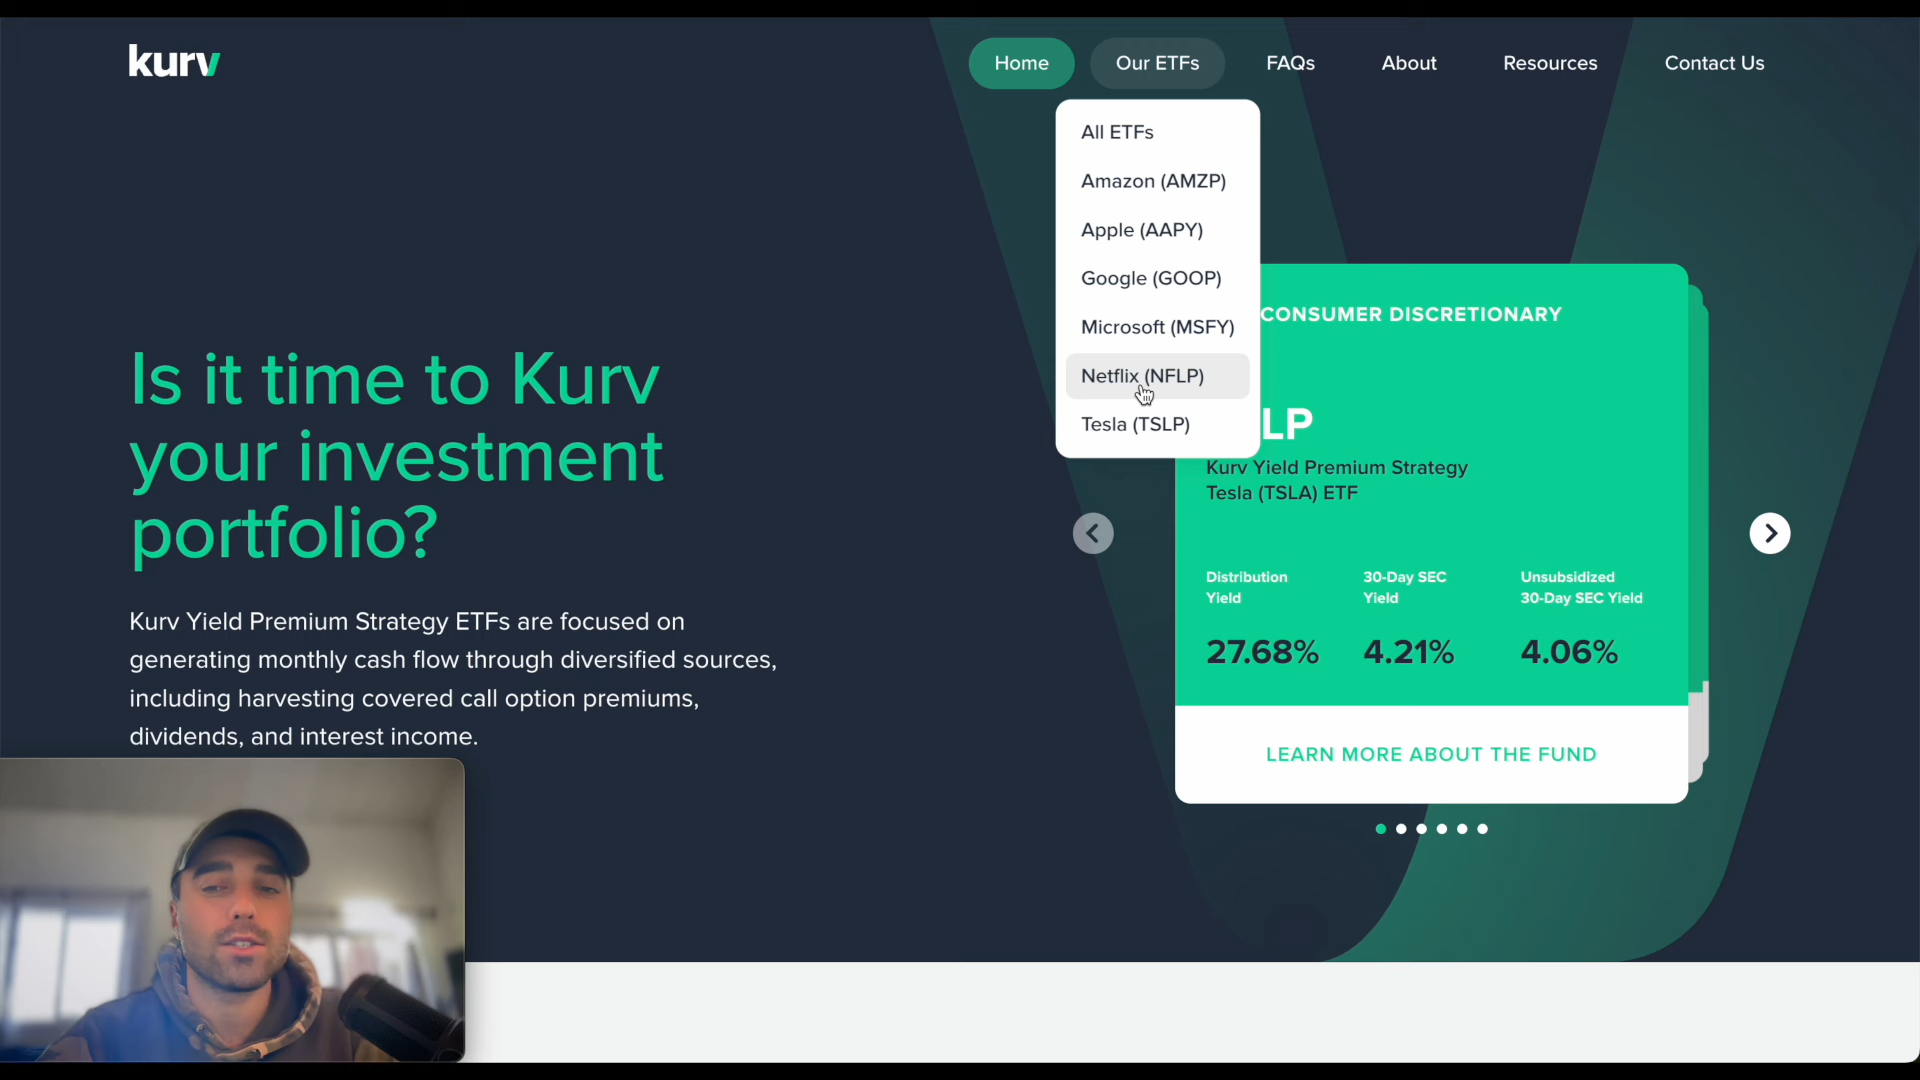 kurv
Home
Our ETFs
FAQs
About
Resources
Contact Us
All ETFs
Amazon (AMZP)
Apple (AAPY)
Google (GOOP)
Microsoft (MSFY)
Netflix (NFLP)
Tesla (TSLP)
Is it time to Kurv
your investment
portfolio?
Kurv Yield Premium Strategy ETFs are focused on
generating monthly cash flow through diversified sources,
including harvesting covered call option premiums,
dividends, and interest income.
CONSUMER DISCRETIONARY
LP
Kurv Yield Premium Strategy
Tesla (TSLA) ETF
Distribution
Yield
27.68%
30-Day SEC
Yield
4.21%
Unsubsidized
30-Day SEC Yield
4.06%
LEARN MORE ABOUT THE FUND